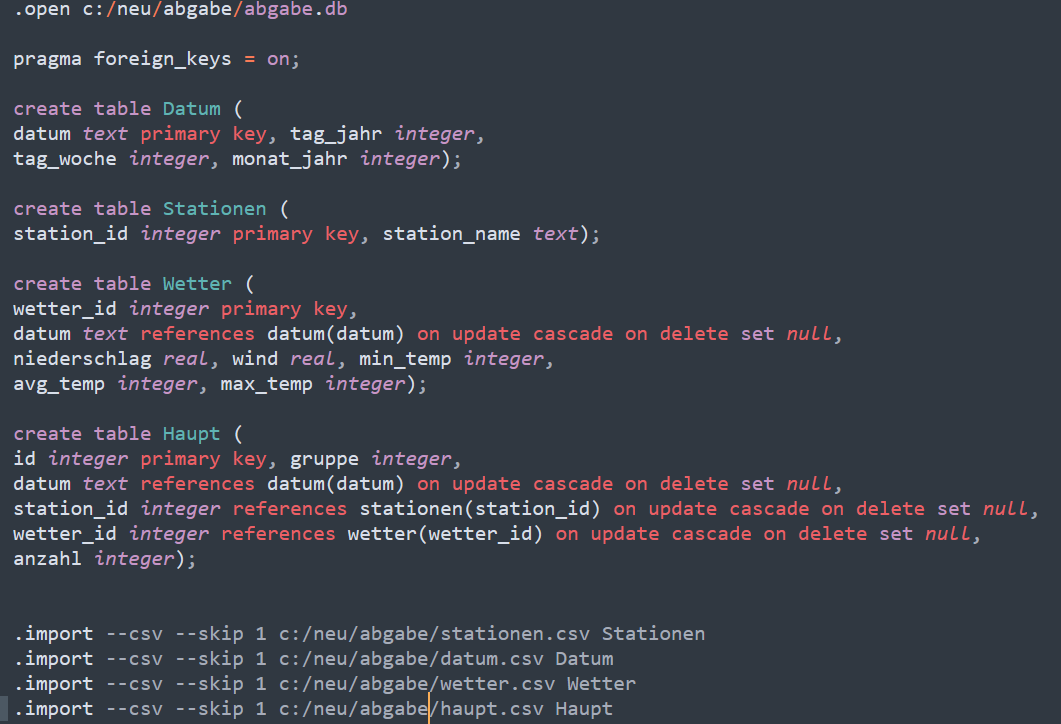 .open c:/neu/abgabe/abgabe.db
pragma foreign_keys = on;
create table Datum (
datum text primary key, tag_jahr integer,
tag_woche integer, monat_jahr integer);
create table Stationen (
station_id integer primary key, station_name text);
create table Wetter (
wetter_id integer primary key,
datum text references datum(datum) on update cascade on delete set null,
niederschlag real, wind real, min_temp integer,
avg_temp integer, max_temp integer);
create table Haupt (
id integer primary key, gruppe integer,
datum text references datum(datum) on update cascade on delete set null,
station_id integer references stationen(station_id) on update cascade on delete set null,
wetter_id integer references wetter(wetter_id) on update cascade on delete set null,
anzahl integer);
.import --csv --skip 1 c:/neu/abgabe/stationen.csv Stationen
.import --csv --skip 1 c:/neu/abgabe/datum.csv Datum
.import --csv --skip 1 c:/neu/abgabe/wetter.csv Wetter
.import --csv --skip 1 c:/neu/abgabe/haupt.csv Haupt